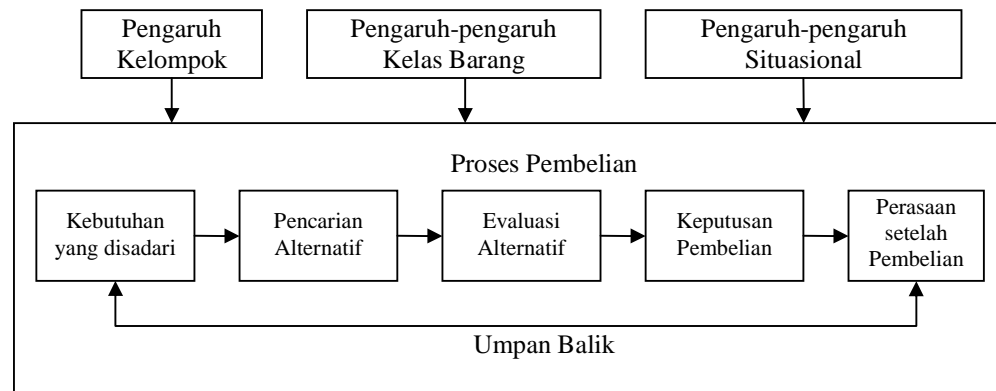 Pengaruh
Kelompok
Pengaruh-pengaruh
Kelas Barang
Pengaruh-pengaruh
Situasional
Proses Pembelian
Kebutuhan
yang disadari
Pencarian
Alternatif
Evaluasi
Alternatif
Keputusan
Pembelian
Perasaan
setelah
Pembelian
Umpan Balik